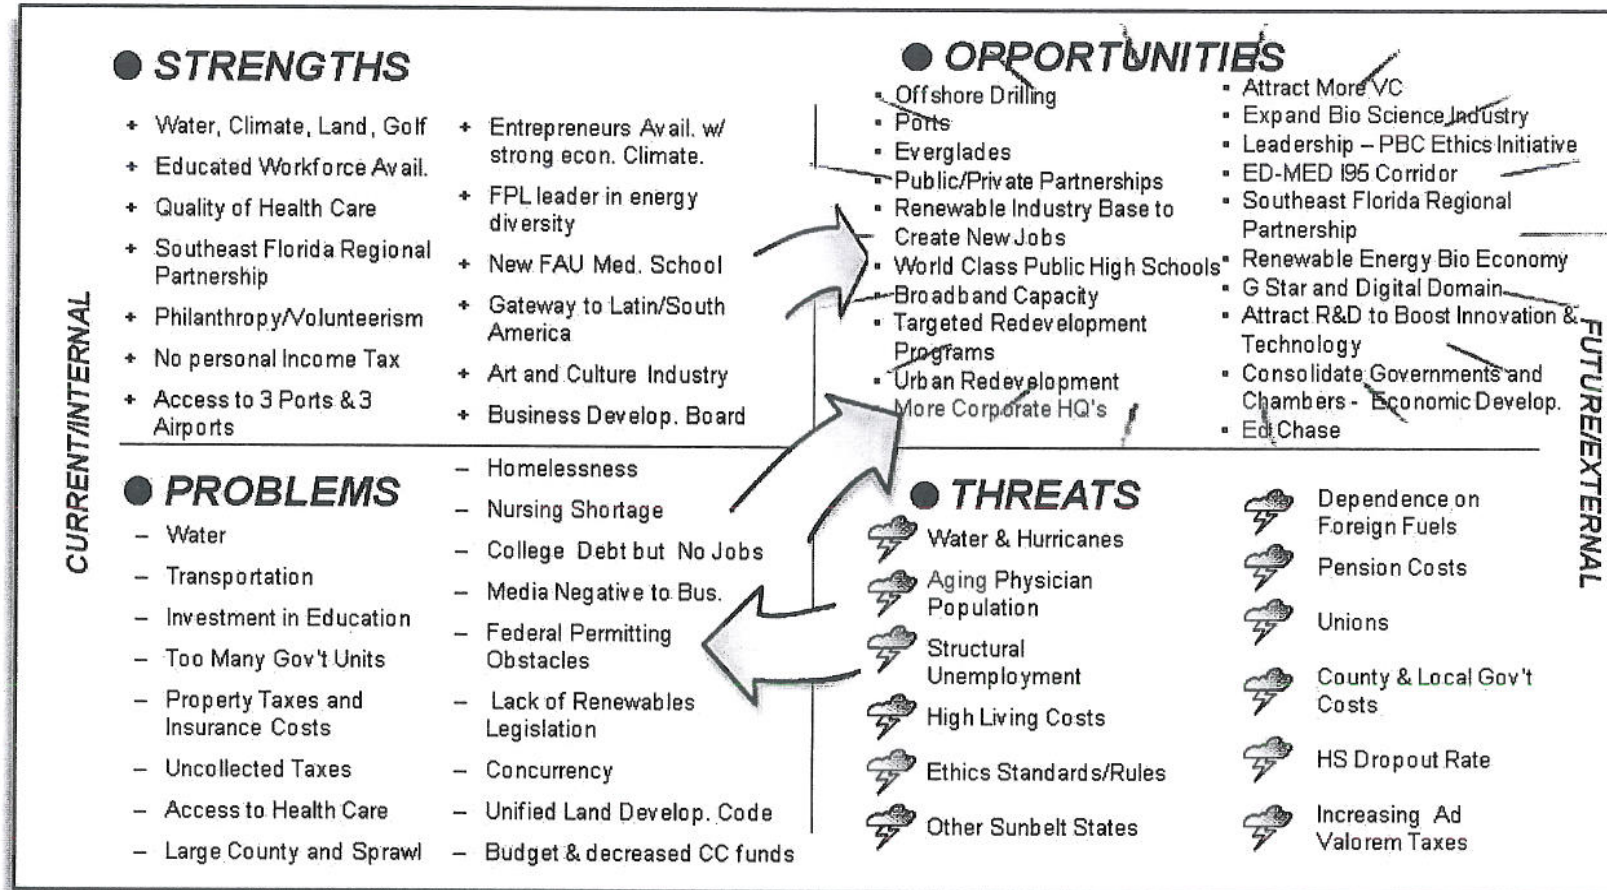 STRENGTHS
+ Water, Climate, Land, Golf
+ Educated Workforce Avail.
+ Quality of Health Care
+ Southeast Florida Regional
Partnership
+ Philanthropy/Volunteerism
+ No personal Income Tax
+ Access to 3 Ports & 3
Airports
+ Entrepreneurs Avail. w/
strong econ. Climate.
+ FPL leader in energy
diversity
+ New FAU Med. School
+ Gateway to Latin/South
America
+ Art and Culture Industry
+ Business Develop. Board
OPPORTUNITIES
▪ Offshore Drilling
▪ Ports
▪ Everglades
▪ Public/Private Partnerships
▪ Renewable Industry Base to
Create New Jobs
▪ World Class Public High Schools
▪ Broadband Capacity
▪ Targeted Redevelopment
Programs
▪ Urban Redevelopment
More Corporate HQ's
▪ Attract More VC
▪ Expand Bio Science Industry
▪ Leadership – PBC Ethics Initiative
▪ ED-MED I95 Corridor
▪ Southeast Florida Regional
Partnership
▪ Renewable Energy Bio Economy
▪ G Star and Digital Domain
▪ Attract R&D to Boost Innovation &
Technology
▪ Consolidate Governments and
Chambers - Economic Develop.
▪ Ed Chase
CURRENT/INTERNAL
FUTURE/EXTERNAL
PROBLEMS
– Water
– Transportation
– Investment in Education
– Too Many Gov't Units
– Property Taxes and
Insurance Costs
– Uncollected Taxes
– Access to Health Care
– Large County and Sprawl
– Homelessness
– Nursing Shortage
– College Debt but No Jobs
– Media Negative to Bus.
– Federal Permitting
Obstacles
– Lack of Renewables
Legislation
– Concurrency
– Unified Land Develop. Code
– Budget & decreased CC funds
THREATS
Water & Hurricanes
Aging Physician
Population
Structural
Unemployment
High Living Costs
Ethics Standards/Rules
Other Sunbelt States
Dependence on
Foreign Fuels
Pension Costs
Unions
County & Local Gov't
Costs
HS Dropout Rate
Increasing Ad
Valorem Taxes